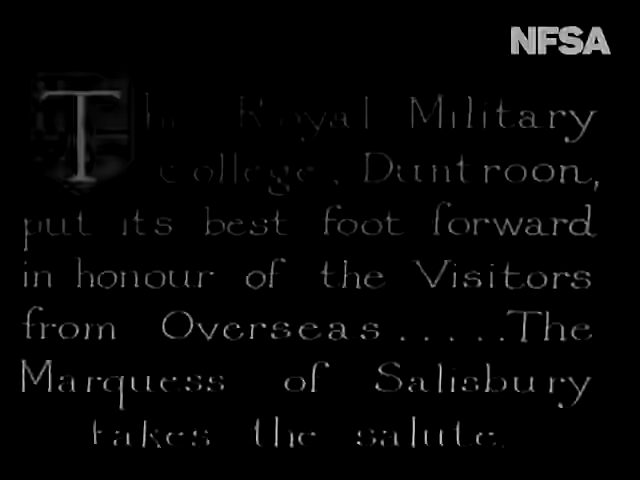 NFSA
The Royal Military
College, Duntroon,
put its best foot forward
in honour of the Visitors
from Overseas.....The
Marquess of Salisbury
takes the salute.